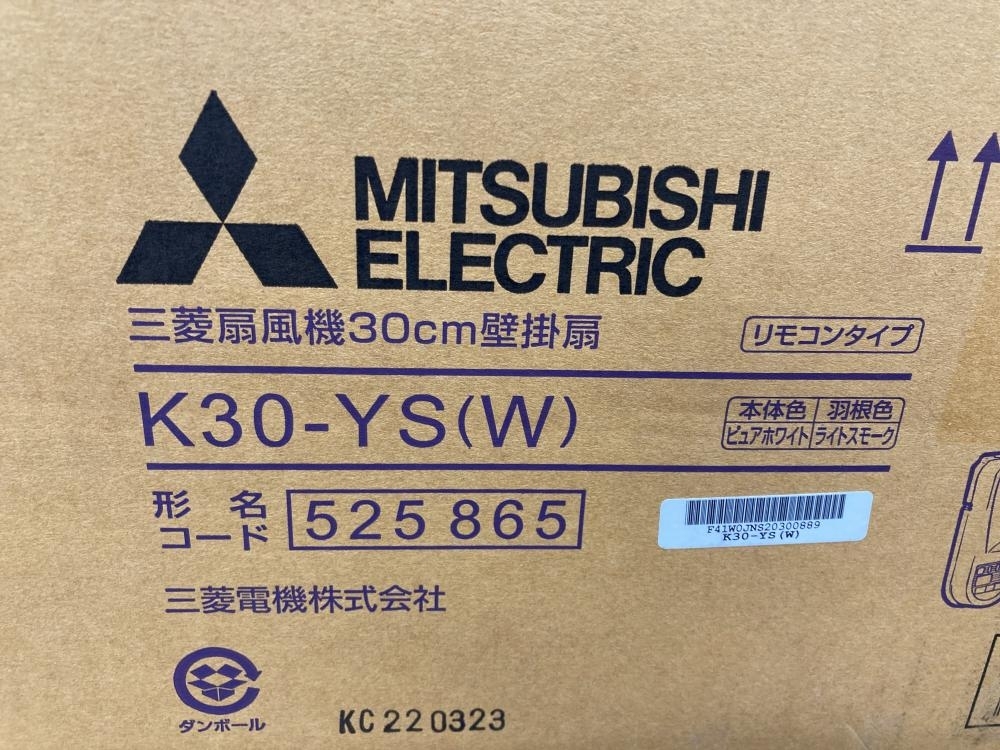 MITSUBISHI
ELECTRIC
三菱扇風機30cm壁掛扇
リモコンタイプ
K30-YS(W)
本体色 羽根色
ピュアホワイト ライトスモーク
形名
コード
525 865
F41W0JNS20300889
K30-YS(W)
三菱電機株式会社
ダンボール
KC220323